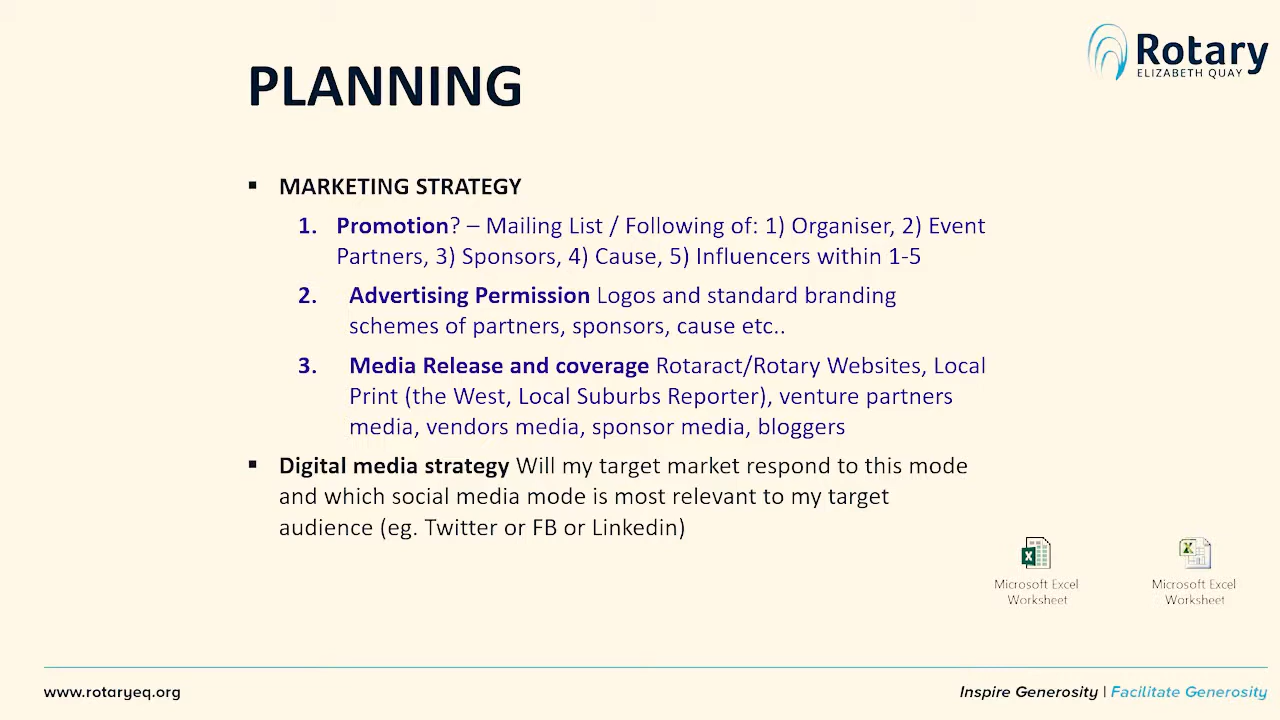 Rotary
ELIZABETH QUAY
PLANNING
▪ MARKETING STRATEGY
1. Promotion? – Mailing List / Following of: 1) Organiser, 2) Event
Partners, 3) Sponsors, 4) Cause, 5) Influencers within 1-5
2. Advertising Permission Logos and standard branding
schemes of partners, sponsors, cause etc..
3. Media Release and coverage Rotaract/Rotary Websites, Local
Print (the West, Local Suburbs Reporter), venture partners
media, vendors media, sponsor media, bloggers
▪ Digital media strategy Will my target market respond to this mode
and which social media mode is most relevant to my target
audience (eg. Twitter or FB or Linkedin)
Microsoft Excel
Worksheet
Microsoft Excel
Worksheet
www.rotaryeq.org
Inspire Generosity | Facilitate Generosity